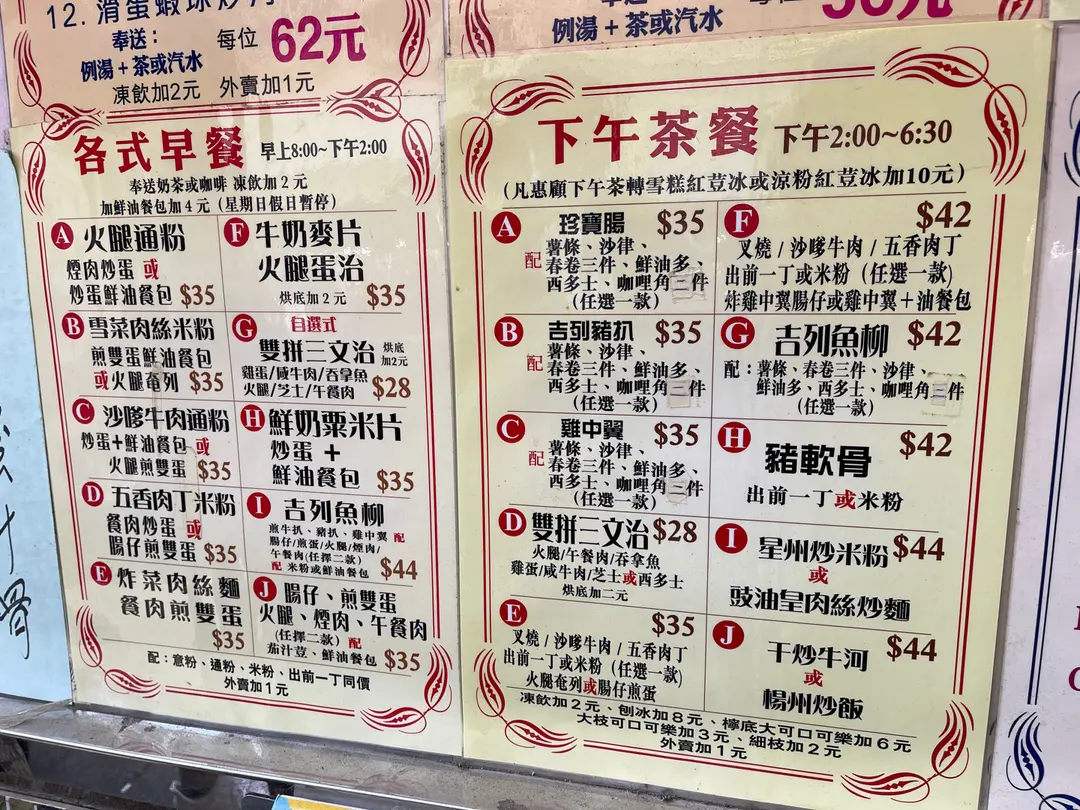 12. 滑蛋蝦球炒
奉送：
例湯＋茶或汽水
每位 62元
凍飲加2元 外賣加1元
例湯＋茶或汽水
每位
元
各式早餐 早上8:00~下午2:00
奉送奶茶或咖啡 凍飲加2元
加鮮油餐包加4元（星期日假日暫停）
A 火腿通粉
煙肉炒蛋 或
炒蛋鮮油餐包 $35
B 雪菜肉絲米粉
煎雙蛋鮮油餐包
或火腿奄列 $35
C 沙嗲牛肉通粉
炒蛋＋鮮油餐包 或
火腿煎雙蛋 $35
D 五香肉丁米粉
餐肉炒蛋 或
腸仔煎雙蛋 $35
E 炸菜肉絲麵
餐肉煎雙蛋
$35
F 牛奶麥片
火腿蛋治
烘底加2元 $35
G 自選式
雙拼三文治 烘底加2元
雞蛋/咸牛肉/吞拿魚
火腿/芝士/午餐肉 $28
H 鮮奶粟米片
炒蛋＋
鮮油餐包 $35
I 吉列魚柳
煎牛扒、豬扒、雞中翼 配
腸仔/煎蛋/火腿/煙肉/
午餐肉(任擇二款)
配 米粉或鮮油餐包 $44
J 腸仔、煎雙蛋
火腿、煙肉、午餐肉
(任擇二款) 配
茄汁荳、鮮油餐包 $35
配：意粉、通粉、米粉、出前一丁同價
外賣加1元
下午茶餐 下午2:00~6:30
（凡惠顧下午茶轉雪糕紅荳冰或涼粉紅荳冰加10元）
A 珍寶腸 $35
配 薯條、沙律、
春卷三件、鮮油多、
西多士、咖哩角三件
(任選一款)
B 吉列豬扒 $35
配 薯條、沙律、
春卷三件、鮮油多、
西多士、咖哩角三件
(任選一款)
C 雞中翼 $35
配 薯條、沙律、
春卷三件、鮮油多、
西多士、咖哩角三件
(任選一款)
D 雙拼三文治 $28
火腿/午餐肉/吞拿魚
雞蛋/咸牛肉/芝士或西多士
烘底加二元
E $35
叉燒/沙嗲牛肉/五香肉丁
出前一丁或米粉（任選一款）
火腿奄列或腸仔煎蛋
F $42
叉燒/沙嗲牛肉/五香肉丁
出前一丁或米粉（任選一款）
炸雞中翼腸仔或雞中翼＋油餐包
G 吉列魚柳 $42
配：薯條、春卷三件、沙律、
鮮油多、西多士、咖哩角三件
(任選一款)
H 豬軟骨 $42
出前一丁或米粉
I 星州炒米粉 $44
或
豉油皇肉絲炒麵
J 干炒牛河 $44
或
楊州炒飯
凍飲加2元、刨冰加8元、檸底大可口可樂加6元
大枝可口可樂加3元、細枝加2元
外賣加1元